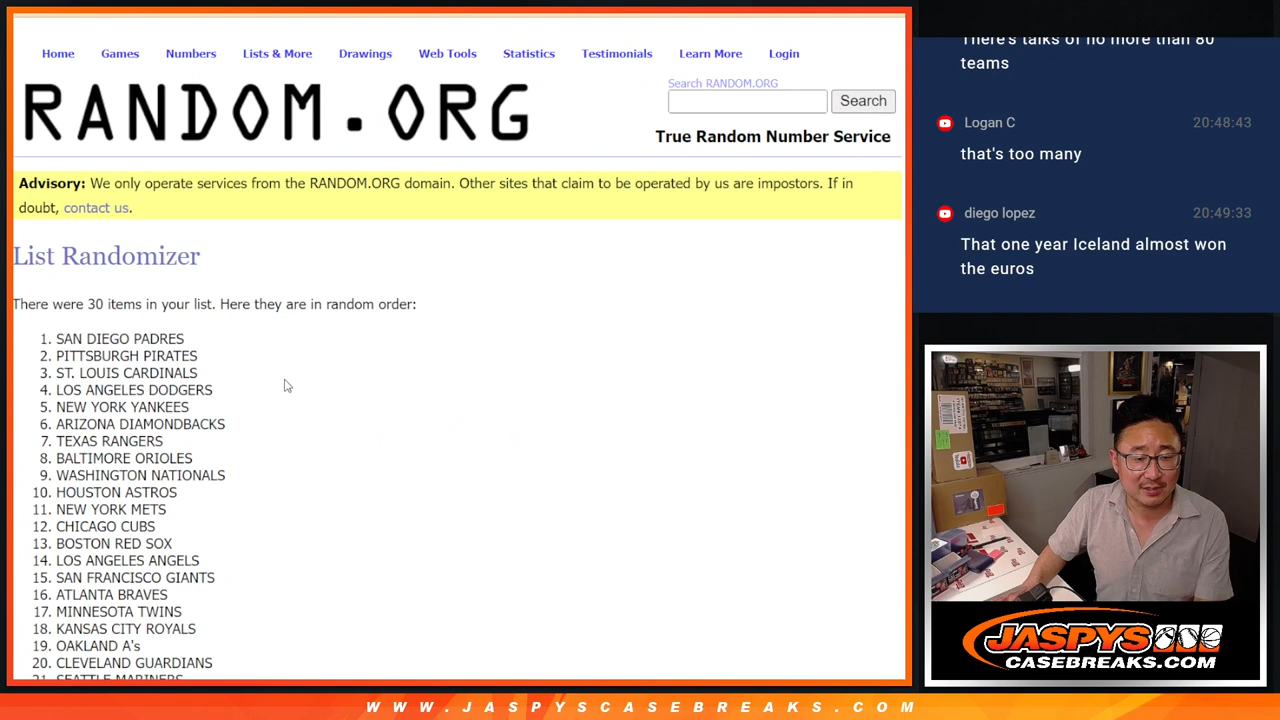 Home Games Numbers Lists & More Drawings Web Tools Statistics Testimonials Learn More Login
RANDOM.ORG
Search RANDOM.ORG
Search
True Random Number Service
Advisory: We only operate services from the RANDOM.ORG domain. Other sites that claim to be operated by us are impostors. If in
doubt, contact us.
List Randomizer
There were 30 items in your list. Here they are in random order:
1. SAN DIEGO PADRES
2. PITTSBURGH PIRATES
3. ST. LOUIS CARDINALS
4. LOS ANGELES DODGERS
5. NEW YORK YANKEES
6. ARIZONA DIAMONDBACKS
7. TEXAS RANGERS
8. BALTIMORE ORIOLES
9. WASHINGTON NATIONALS
10. HOUSTON ASTROS
11. NEW YORK METS
12. CHICAGO CUBS
13. BOSTON RED SOX
14. LOS ANGELES ANGELS
15. SAN FRANCISCO GIANTS
16. ATLANTA BRAVES
17. MINNESOTA TWINS
18. KANSAS CITY ROYALS
19. OAKLAND A's
20. CLEVELAND GUARDIANS
21. SEATTLE MARINERS
There's talks of no more than 80
teams
Logan C 20:48:43
that's too many
diego lopez 20:49:33
That one year Iceland almost won
the euros
JASPYS
CASEBREAKS.COM
WWW.JASPYSCASEBREAKS.COM